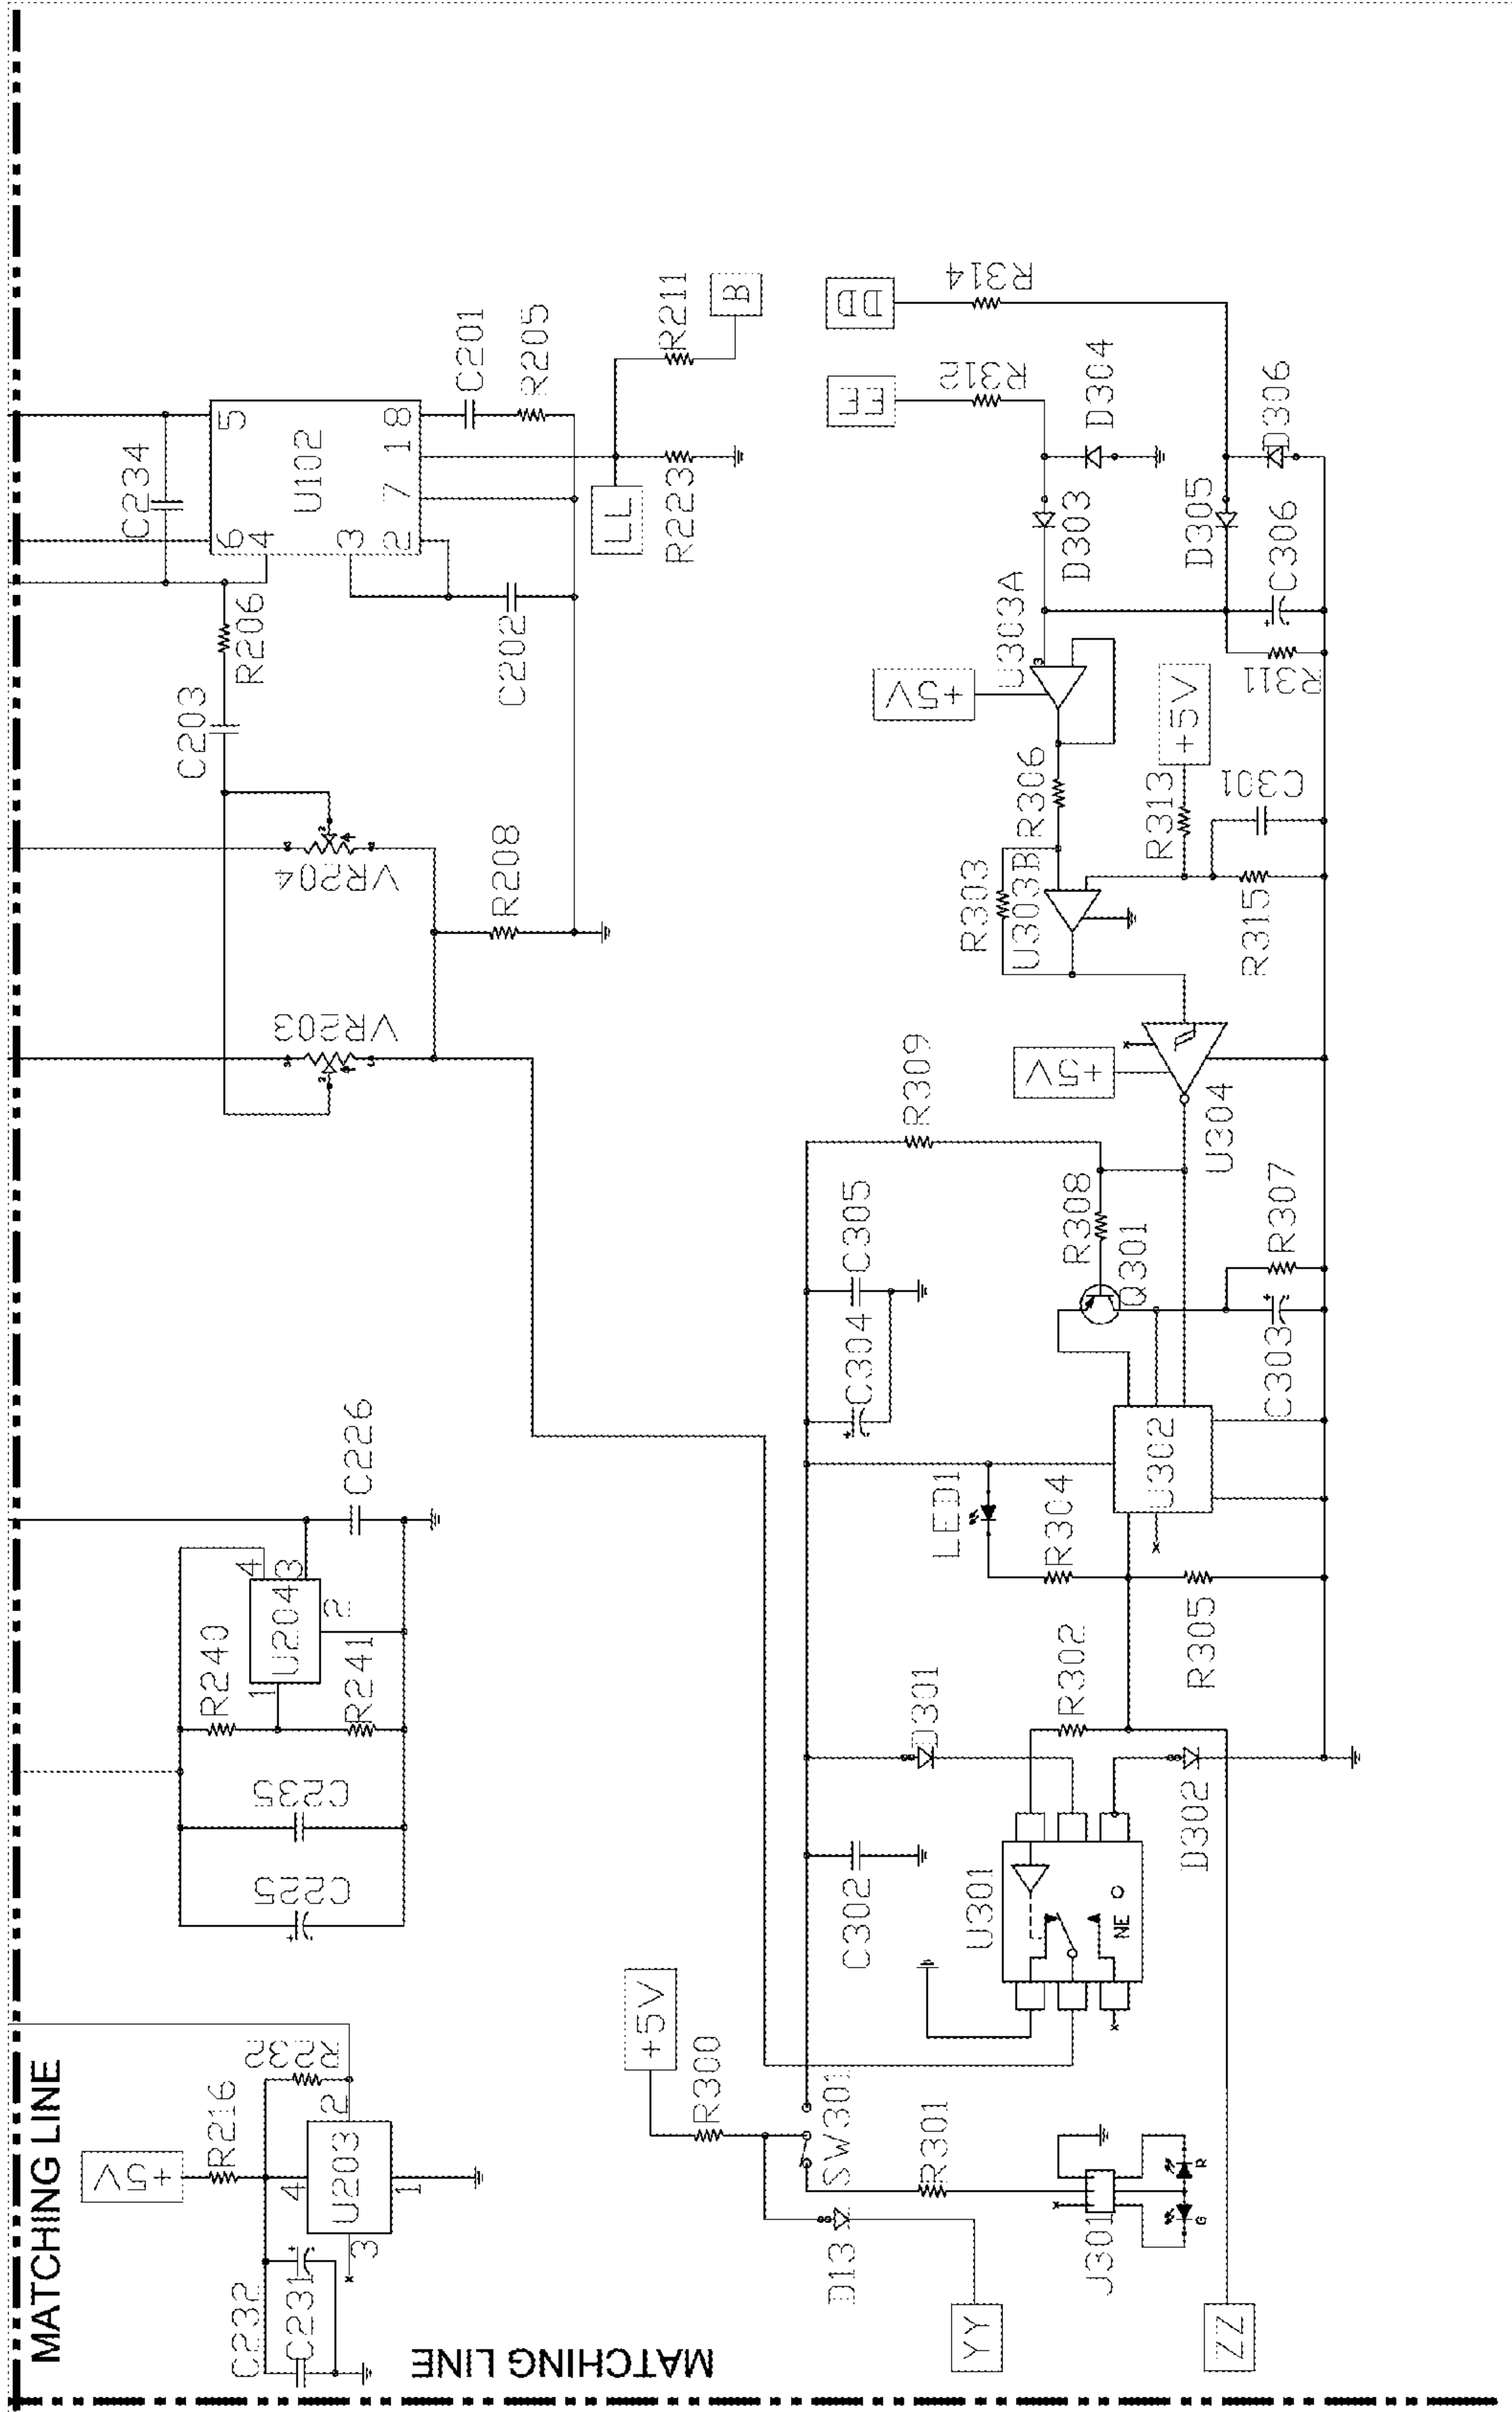 MATCHING LINE
MATCHING LINE
+5V
R216
R232
C232
C231
U203
4
2
1
3
R240
R241
U204
1
2
3
4
C226
C235
C225
VR203
VR204
C203
R206
R208
C234
U102
5
6
4
3
2
7
1
8
C201
R205
C202
LL
R223
R211
B
+5V
R300
SW301
D13
YY
R301
J301
G
R
ZZ
C302
U301
NE
D301
D302
R302
R304
R305
LED1
U302
C304
C305
R309
R308
Q301
C303
R307
U304
+5V
R303
U303B
R306
R313
+5V
R315
C301
+5V
U303A
3
R311
C306
D303
D305
D304
D306
EE
R312
DD
R314